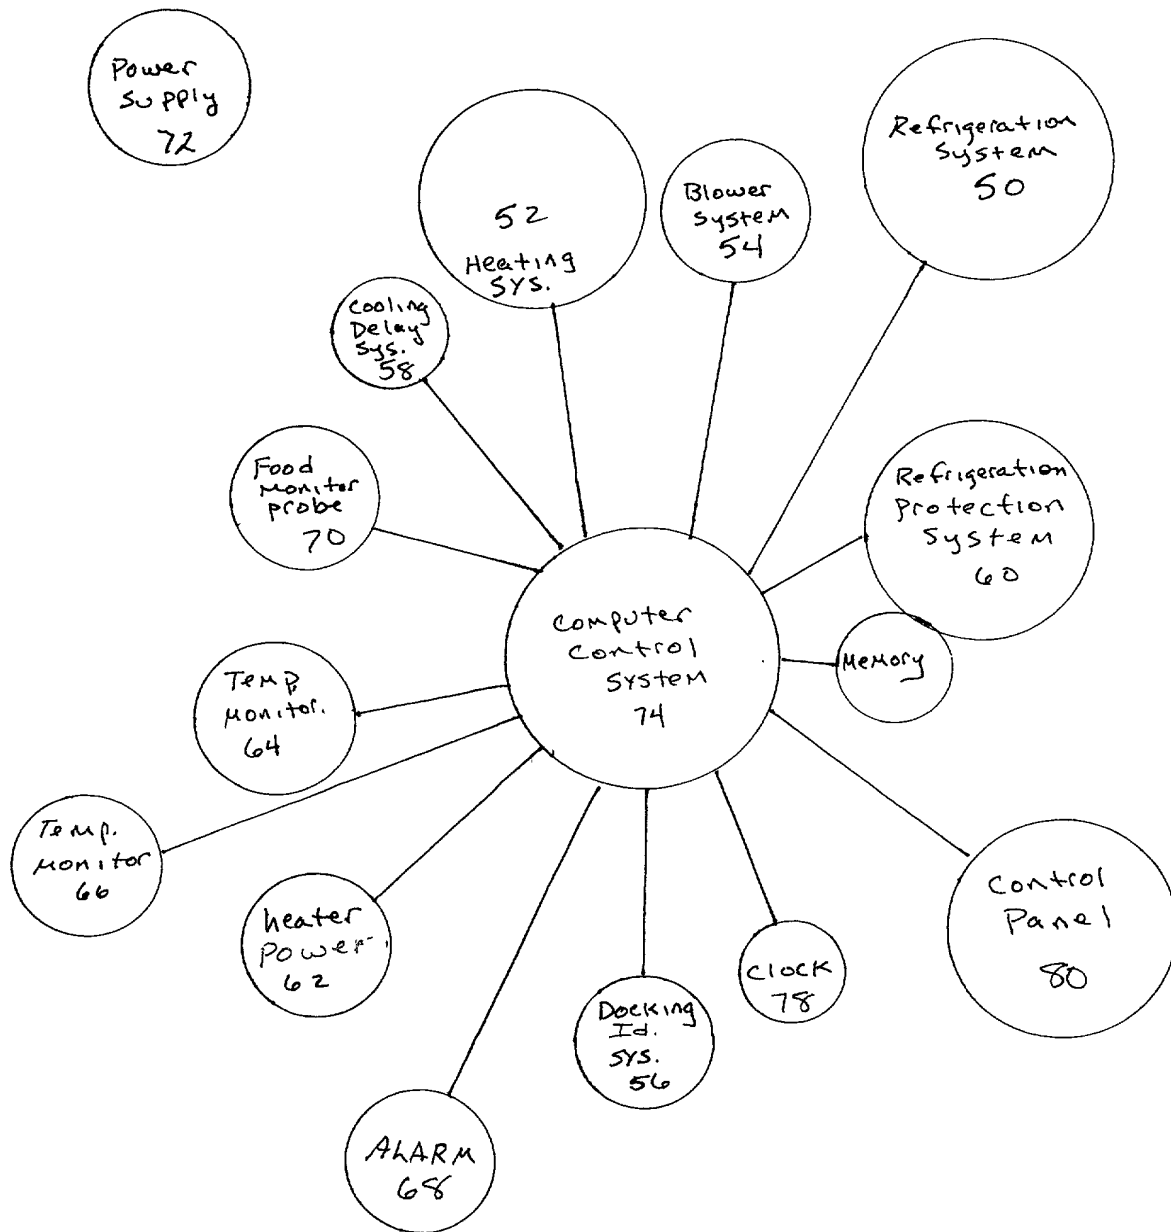 Power
Supply
72
Refrigeration
System
50
52
Heating
SYS.
Blower
System
54
Cooling
Delay
Sys.
58
Food
Monitor
Probe
70
Refrigeration
Protection
System
60
Computer
Control
System
74
Memory
Temp.
Monitor.
64
Temp.
Monitor
66
heater
Power
62
Control
Panel
80
Clock
78
Docking
Id.
SYS.
56
ALARM
68